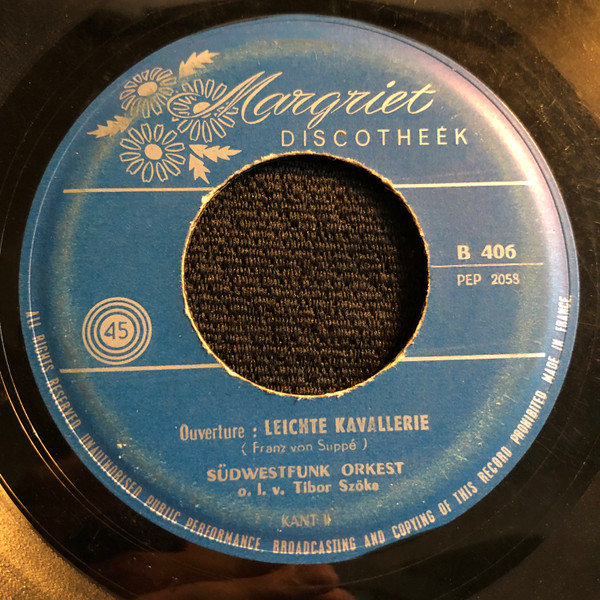 Margriet
DISCOTHEEK
B 406
PEP 2058
45
Ouverture : LEICHTE KAVALLERIE
( Franz von Suppé )
SÜDWESTFUNK ORKEST
o. l. v. Tibor Szöke
KANT II
ALL RIGHTS RESERVED. UNAUTHORISED PUBLIC PERFORMANCE. BROADCASTING AND COPYING OF THIS RECORD PROHIBITED. MADE IN FRANCE.